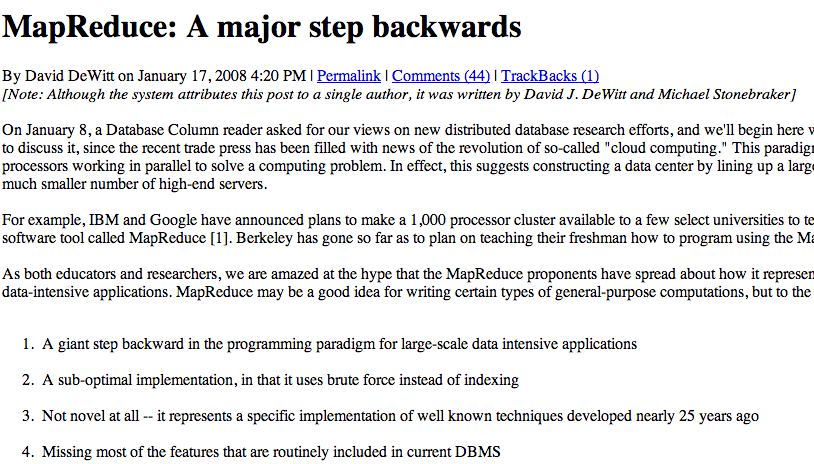 MapReduce: A major step backwards
By David DeWitt on January 17, 2008 4:20 PM | Permalink | Comments (44) | TrackBacks (1)
[Note: Although the system attributes this post to a single author, it was written by David J. DeWitt and Michael Stonebraker]
On January 8, a Database Column reader asked for our views on new distributed database research efforts, and we'll begin here
to discuss it, since the recent trade press has been filled with news of the revolution of so-called "cloud computing." This
processors working in parallel to solve a computing problem. In effect, this suggests constructing a data center by lining up a
much smaller number of high-end servers.
For example, IBM and Google have announced plans to make a 1,000 processor cluster available to a few select universities to
software tool called MapReduce [1]. Berkeley has gone so far as to plan on teaching their freshman how to program using the
As both educators and researchers, we are amazed at the hype that the MapReduce proponents have spread about how it
data-intensive applications. MapReduce may be a good idea for writing certain types of general-purpose computations, but to the
1. A giant step backward in the programming paradigm for large-scale data intensive applications
2. A sub-optimal implementation, in that it uses brute force instead of indexing
3. Not novel at all -- it represents a specific implementation of well known techniques developed nearly 25 years ago
4. Missing most of the features that are routinely included in current DBMS